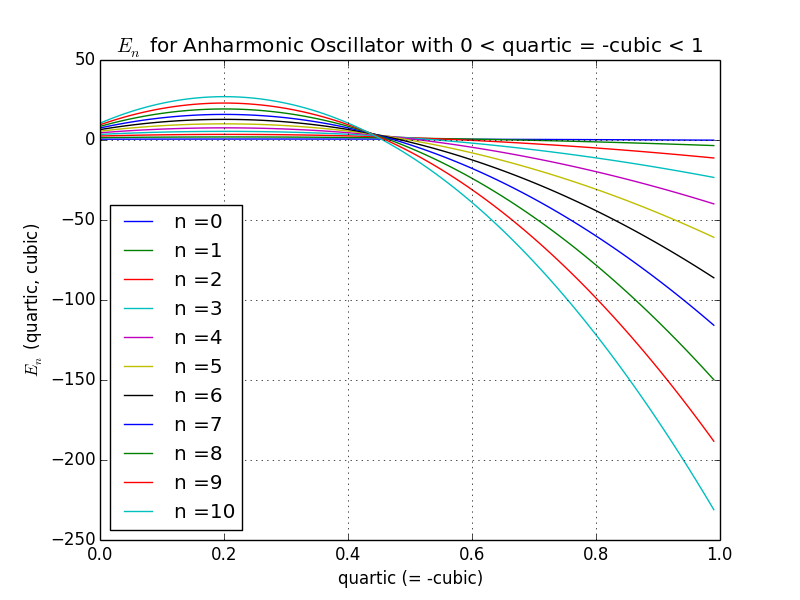 E_n for Anharmonic Oscillator with 0 < quartic = -cubic < 1
50
0
−50
−100
−150
−200
−250
E_n (quartic, cubic)
n =0
n =1
n =2
n =3
n =4
n =5
n =6
n =7
n =8
n =9
n =10
0.0 0.2 0.4 0.6 0.8 1.0
quartic (= -cubic)